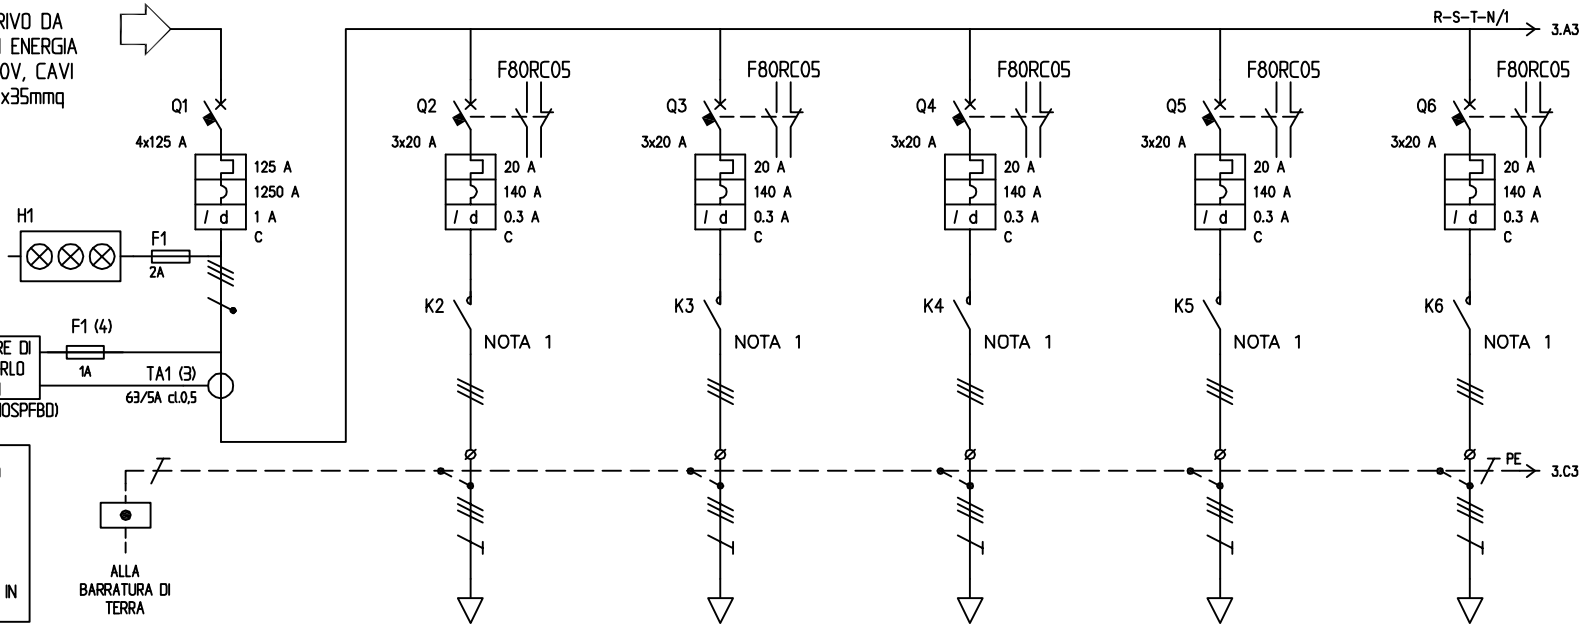 RIVO DA
ENERGIA
0V, CAVI
x35mmq
R-S-T-N/1
3.A3
F80RC05
F80RC05
F80RC05
F80RC05
F80RC05
Q1
Q2
Q3
Q4
Q5
Q6
4x125 A
3x20 A
3x20 A
3x20 A
3x20 A
3x20 A
125 A
20 A
20 A
20 A
20 A
20 A
1250 A
140 A
140 A
140 A
140 A
140 A
I d
1 A
I d
0.3 A
I d
0.3 A
I d
0.3 A
I d
0.3 A
I d
0.3 A
C
C
C
C
C
C
H1
F1
2A
K2
K3
K4
K5
K6
NOTA 1
NOTA 1
NOTA 1
NOTA 1
NOTA 1
F1 (4)
1A
RE DI
RLO
TA1 (3)
63/5A cl.0,5
OSPFBD)
PE
3.C3
IN
ALLA
BARRATURA DI
TERRA